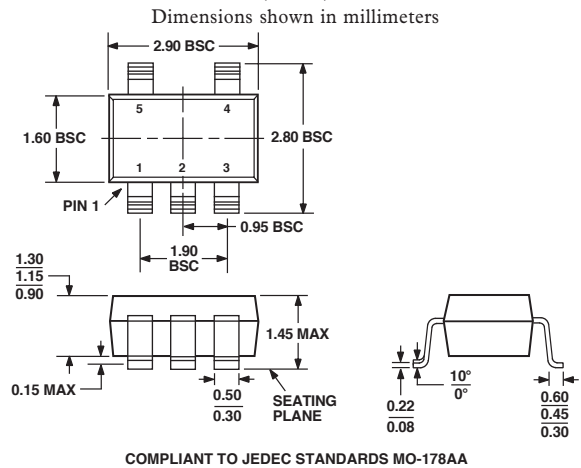 Dimensions shown in millimeters
2.90 BSC
5 4
1.60 BSC
2.80 BSC
1 2 3
PIN 1
0.95 BSC
1.90
BSC
1.30
1.15
0.90
1.45 MAX
0.15 MAX
0.50
0.30
SEATING
PLANE
0.22
0.08
10°
0°
0.60
0.45
0.30
COMPLIANT TO JEDEC STANDARDS MO-178AA